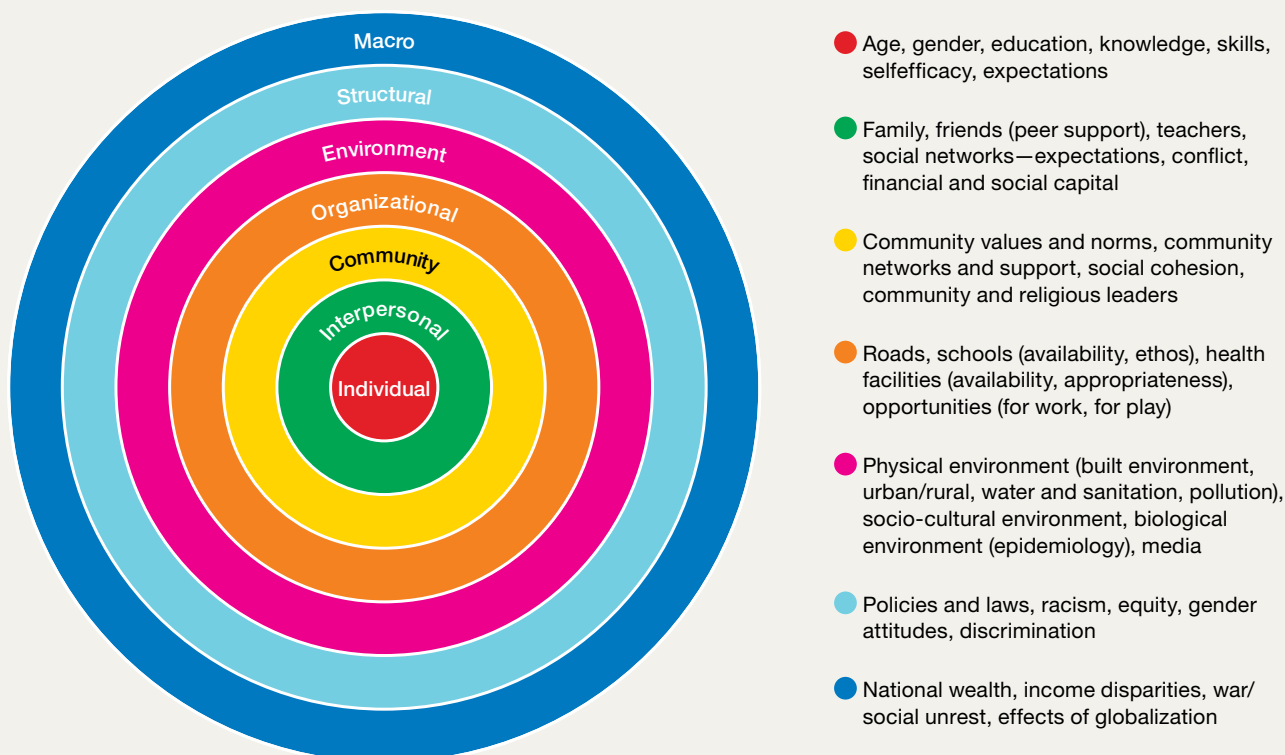 Macro
Structural
Environment
Organizational
Community
Interpersonal
Individual
Age, gender, education, knowledge, skills,
selfefficacy, expectations
Family, friends (peer support), teachers,
social networks—expectations, conflict,
financial and social capital
Community values and norms, community
networks and support, social cohesion,
community and religious leaders
Roads, schools (availability, ethos), health
facilities (availability, appropriateness),
opportunities (for work, for play)
Physical environment (built environment,
urban/rural, water and sanitation, pollution),
socio-cultural environment, biological
environment (epidemiology), media
Policies and laws, racism, equity, gender
attitudes, discrimination
National wealth, income disparities, war/
social unrest, effects of globalization